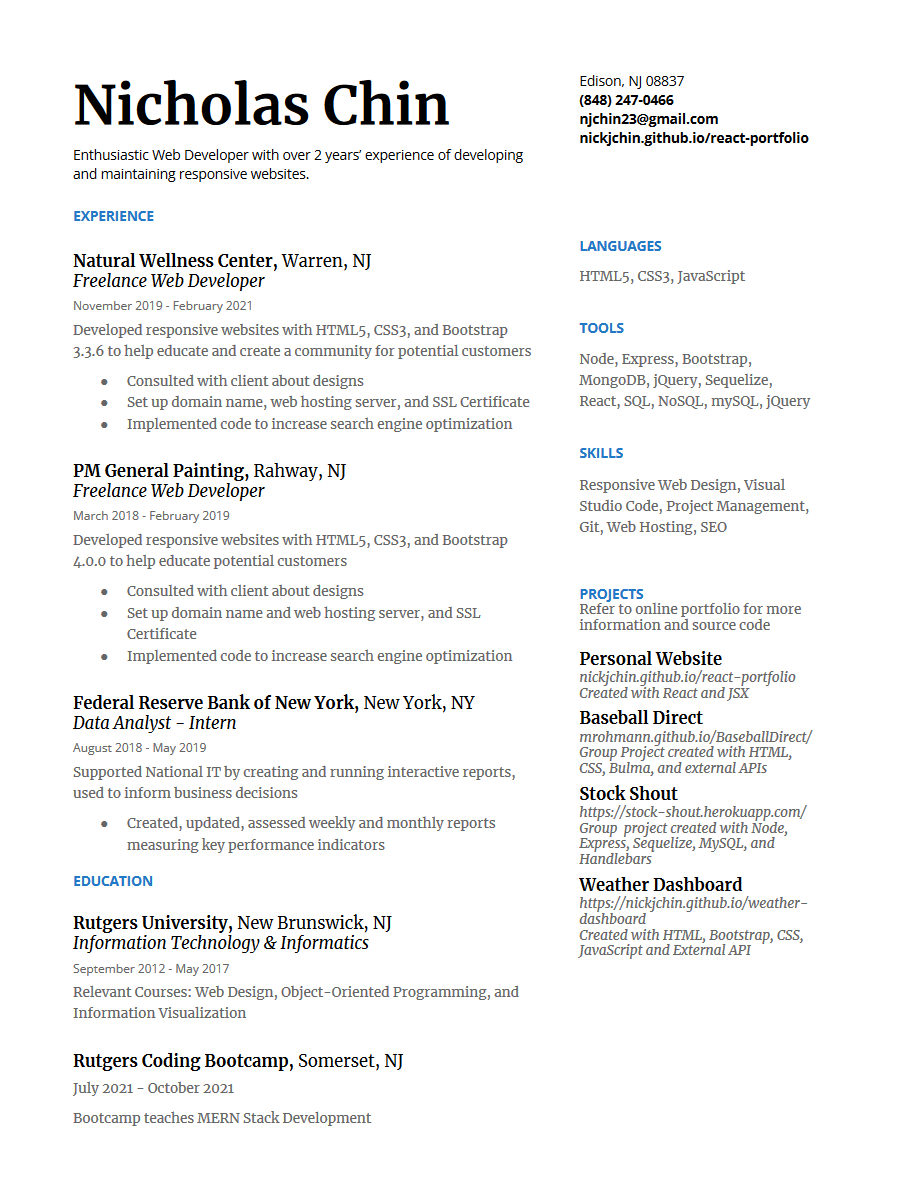 Nicholas Chin
Enthusiastic Web Developer with over 2 years’ experience of developing
and maintaining responsive websites.
Edison, NJ 08837
(848) 247-0466
njchin23@gmail.com
nickjchin.github.io/react-portfolio
EXPERIENCE
Natural Wellness Center, Warren, NJ
Freelance Web Developer
November 2019 - February 2021
Developed responsive websites with HTML5, CSS3, and Bootstrap
3.3.6 to help educate and create a community for potential customers
● Consulted with client about designs
● Set up domain name, web hosting server, and SSL Certificate
● Implemented code to increase search engine optimization
PM General Painting, Rahway, NJ
Freelance Web Developer
March 2018 - February 2019
Developed responsive websites with HTML5, CSS3, and Bootstrap
4.0.0 to help educate potential customers
● Consulted with client about designs
● Set up domain name and web hosting server, and SSL
Certificate
● Implemented code to increase search engine optimization
Federal Reserve Bank of New York, New York, NY
Data Analyst - Intern
August 2018 - May 2019
Supported National IT by creating and running interactive reports,
used to inform business decisions
● Created, updated, assessed weekly and monthly reports
measuring key performance indicators
EDUCATION
Rutgers University, New Brunswick, NJ
Information Technology & Informatics
September 2012 - May 2017
Relevant Courses: Web Design, Object-Oriented Programming, and
Information Visualization
Rutgers Coding Bootcamp, Somerset, NJ
July 2021 - October 2021
Bootcamp teaches MERN Stack Development
LANGUAGES
HTML5, CSS3, JavaScript
TOOLS
Node, Express, Bootstrap,
MongoDB, jQuery, Sequelize,
React, SQL, NoSQL, mySQL, jQuery
SKILLS
Responsive Web Design, Visual
Studio Code, Project Management,
Git, Web Hosting, SEO
PROJECTS
Refer to online portfolio for more
information and source code
Personal Website
nickjchin.github.io/react-portfolio
Created with React and JSX
Baseball Direct
mrohmann.github.io/BaseballDirect/
Group Project created with HTML,
CSS, Bulma, and external APIs
Stock Shout
https://stock-shout.herokuapp.com/
Group  project created with Node,
Express, Sequelize, MySQL, and
Handlebars
Weather Dashboard
https://nickjchin.github.io/weather-
dashboard
Created with HTML, Bootstrap, CSS,
JavaScript and External API